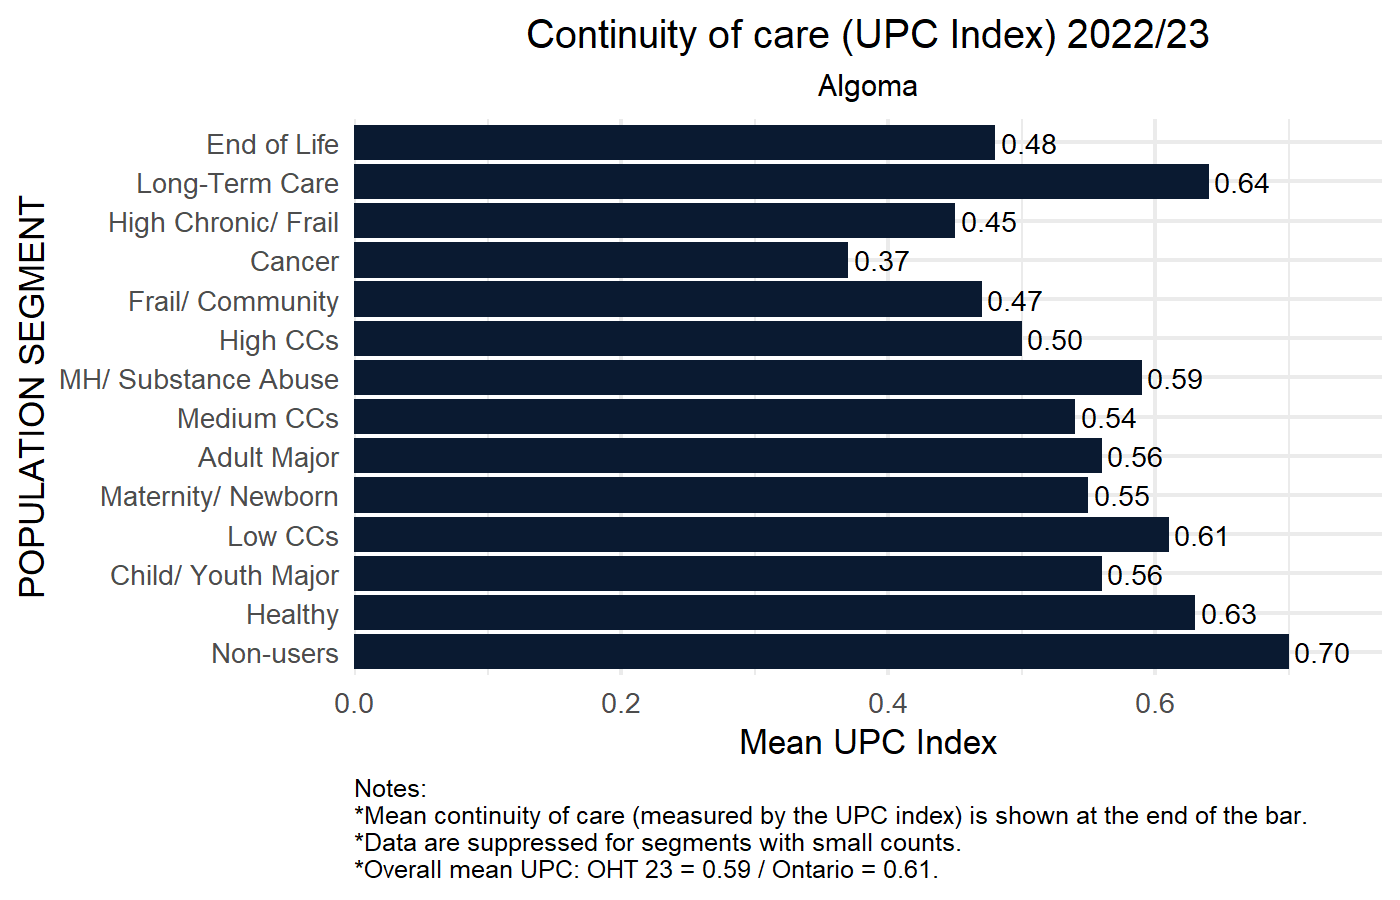 Continuity of care (UPC Index) 2022/23
Algoma
POPULATION SEGMENT
End of Life 0.48
Long-Term Care 0.64
High Chronic/ Frail 0.45
Cancer 0.37
Frail/ Community 0.47
High CCs 0.50
MH/ Substance Abuse 0.59
Medium CCs 0.54
Adult Major 0.56
Maternity/ Newborn 0.55
Low CCs 0.61
Child/ Youth Major 0.56
Healthy 0.63
Non-users 0.70
0.0 0.2 0.4 0.6
Mean UPC Index
Notes:
*Mean continuity of care (measured by the UPC index) is shown at the end of the bar.
*Data are suppressed for segments with small counts.
*Overall mean UPC: OHT 23 = 0.59 / Ontario = 0.61.